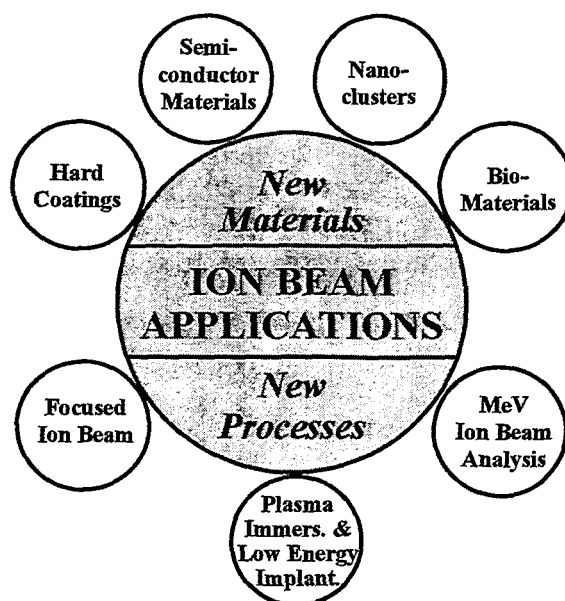 Semi-
conductor
Materials
Nano-
clusters
Hard
Coatings
Bio-
Materials
New
Materials
ION BEAM
APPLICATIONS
New
Processes
Focused
Ion Beam
MeV
Ion Beam
Analysis
Plasma
Immers. &
Low Energy
Implant.